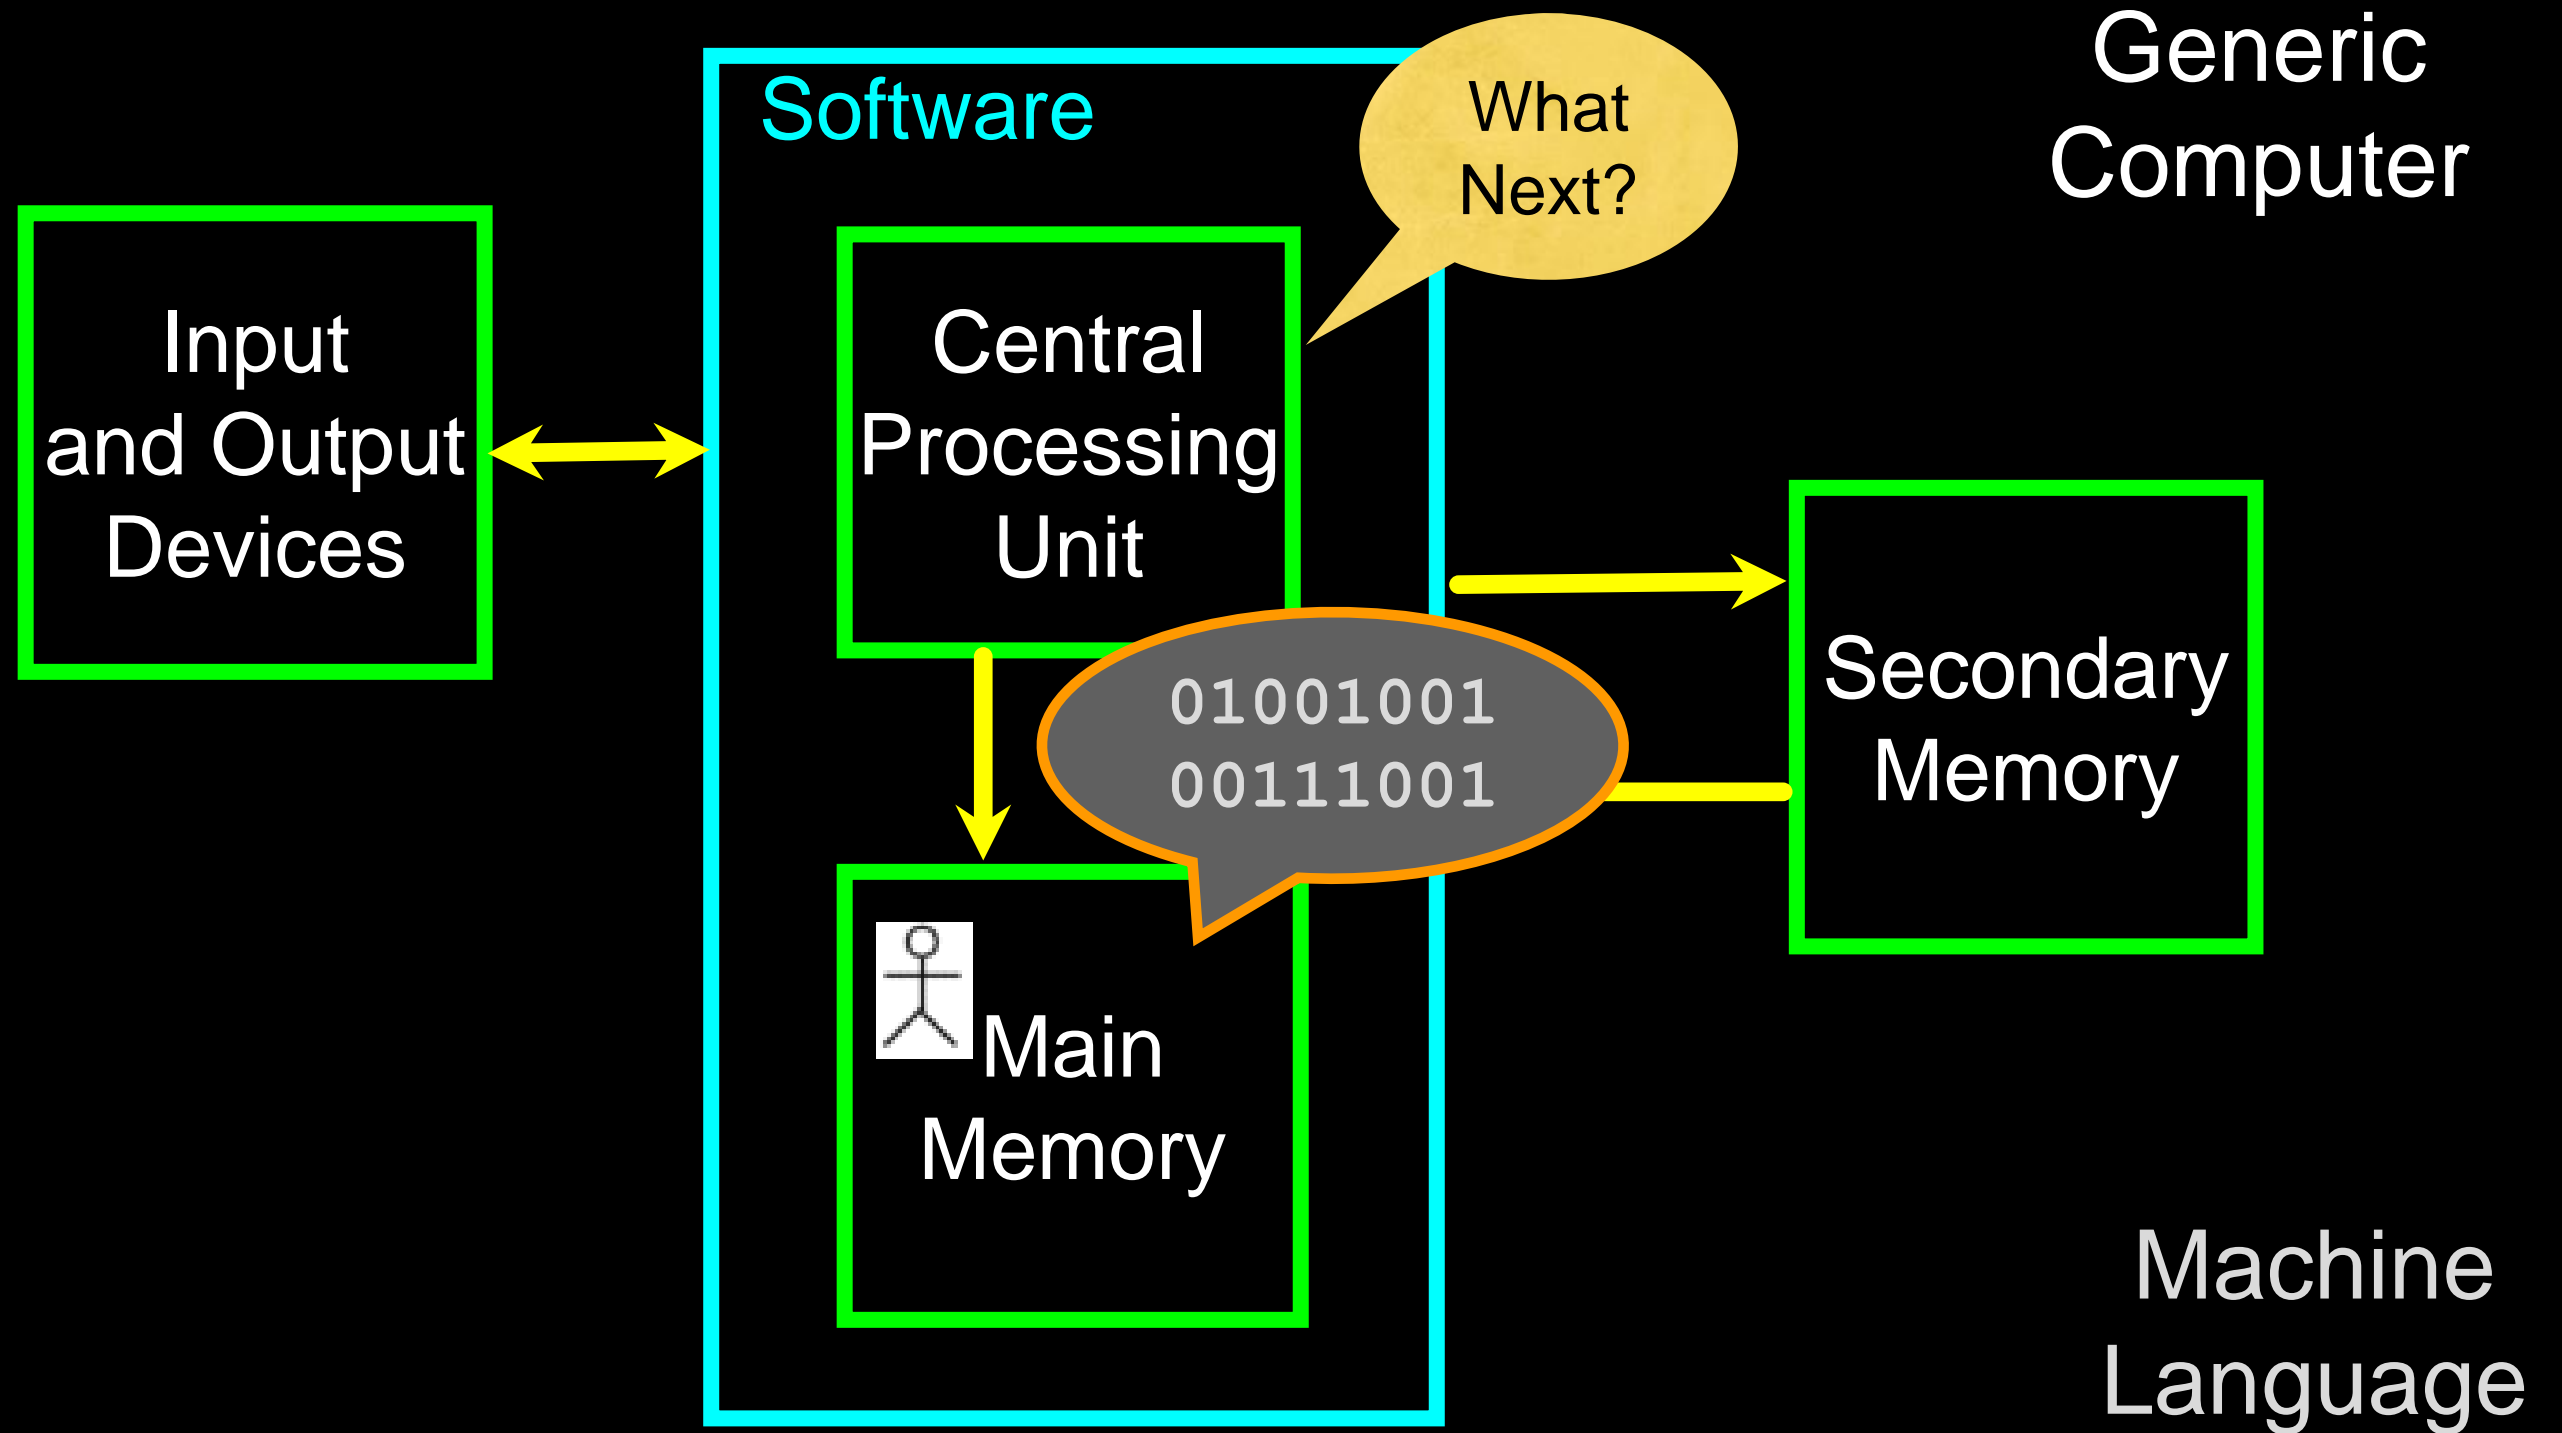 Generic
Computer
Software
What
Next?
Input
and Output
Devices
Central
Processing
Unit
Secondary
Memory
01001001
00111001
Main
Memory
Machine
Language